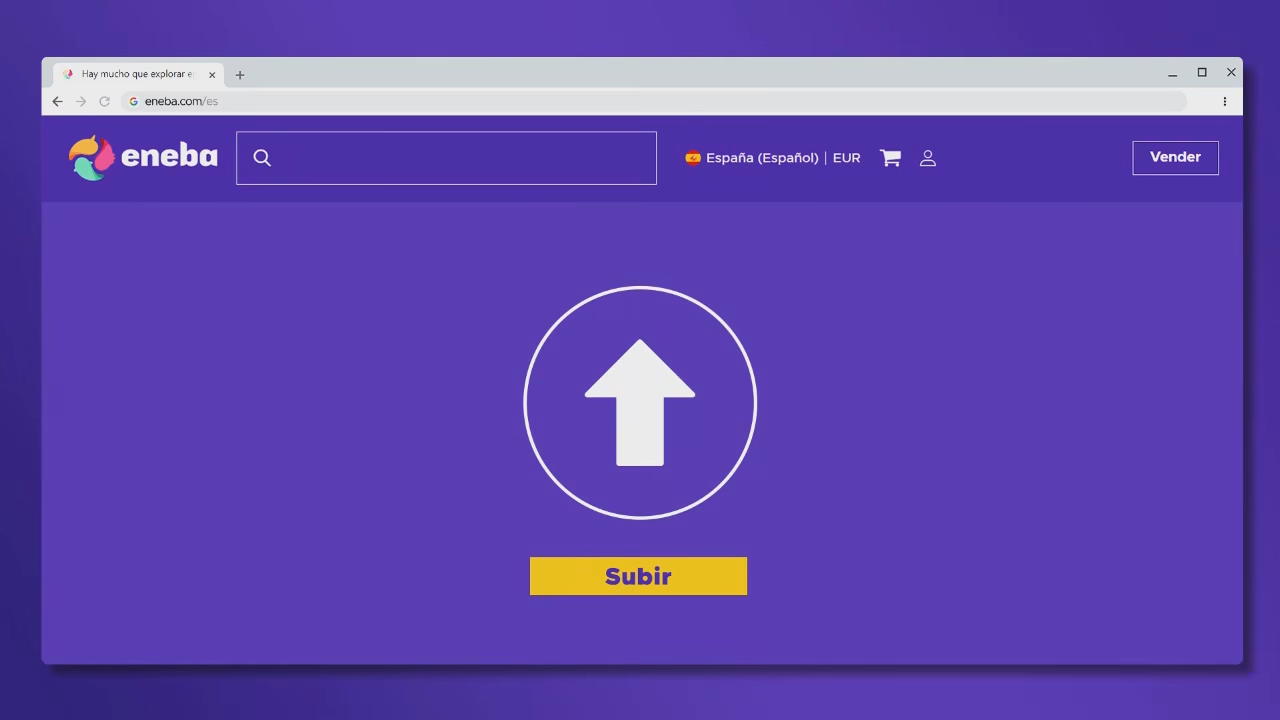 Hay mucho que explorar e
eneba.com/es
eneba
España (Español) | EUR
Vender
Subir